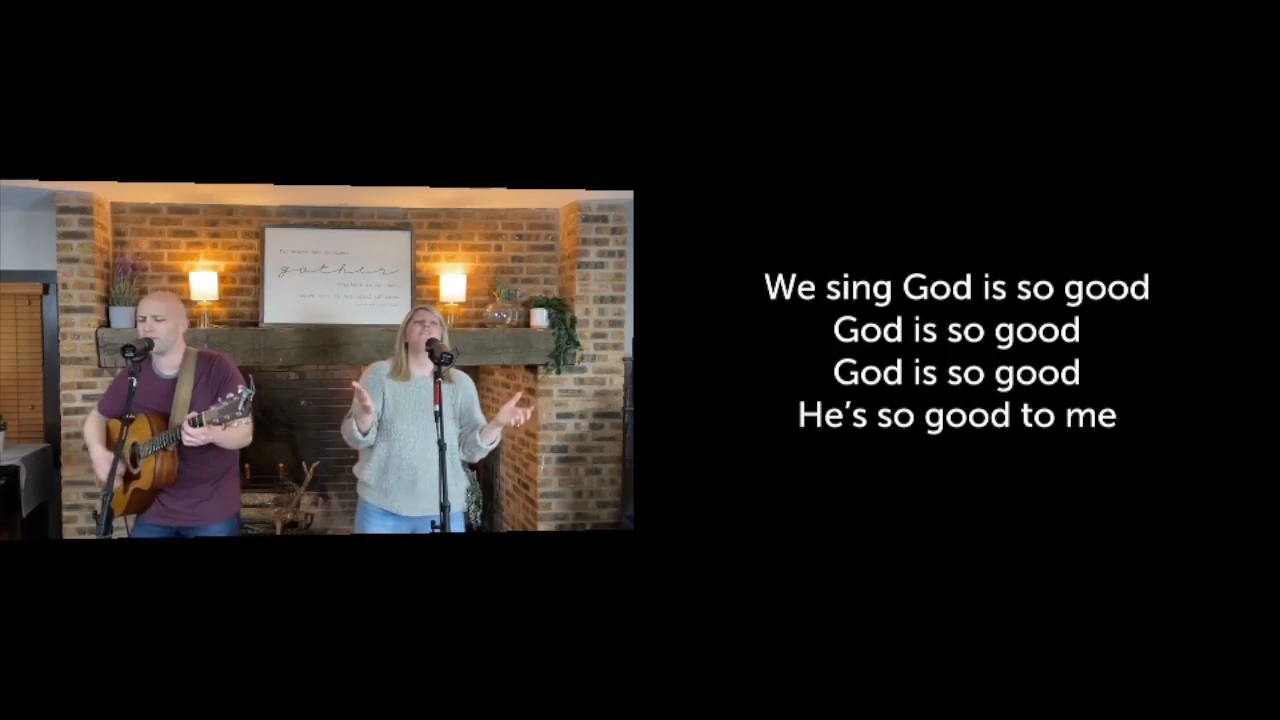 gather
We sing God is so good
God is so good
God is so good
He's so good to me